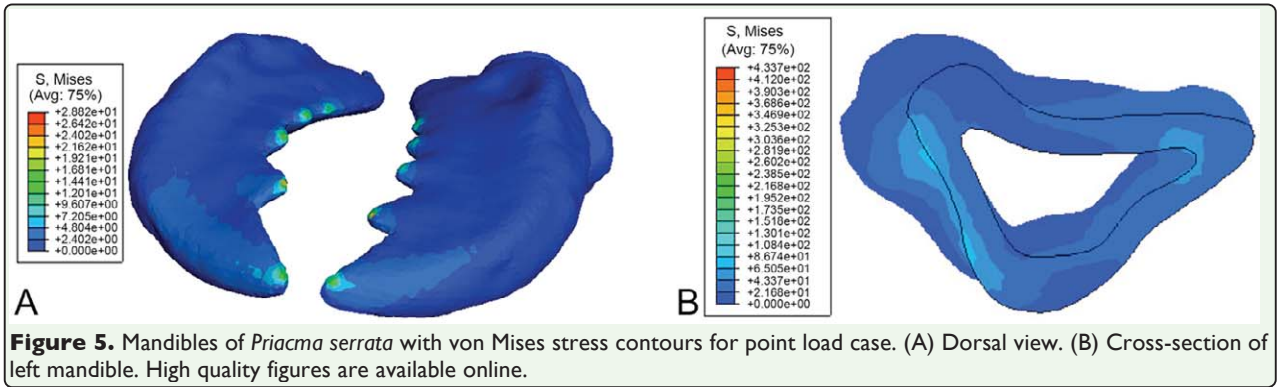 S, Mises
(Avg: 75%)
+2.882e+01
+2.642e+01
+2.402e+01
+2.162e+01
+1.921e+01
+1.681e+01
+1.441e+01
+1.201e+01
+9.607e+00
+7.205e+00
+4.804e+00
+2.402e+00
+0.000e+00
A
S, Mises
(Avg: 75%)
+4.337e+02
+4.120e+02
+3.903e+02
+3.686e+02
+3.469e+02
+3.253e+02
+3.036e+02
+2.819e+02
+2.602e+02
+2.385e+02
+2.168e+02
+1.952e+02
+1.735e+02
+1.518e+02
+1.301e+02
+1.084e+02
+8.674e+01
+6.505e+01
+4.337e+01
+2.168e+01
+0.000e+00
B
Figure 5. Mandibles of Priacma serrata with von Mises stress contours for point load case. (A) Dorsal view. (B) Cross-section of
left mandible. High quality figures are available online.